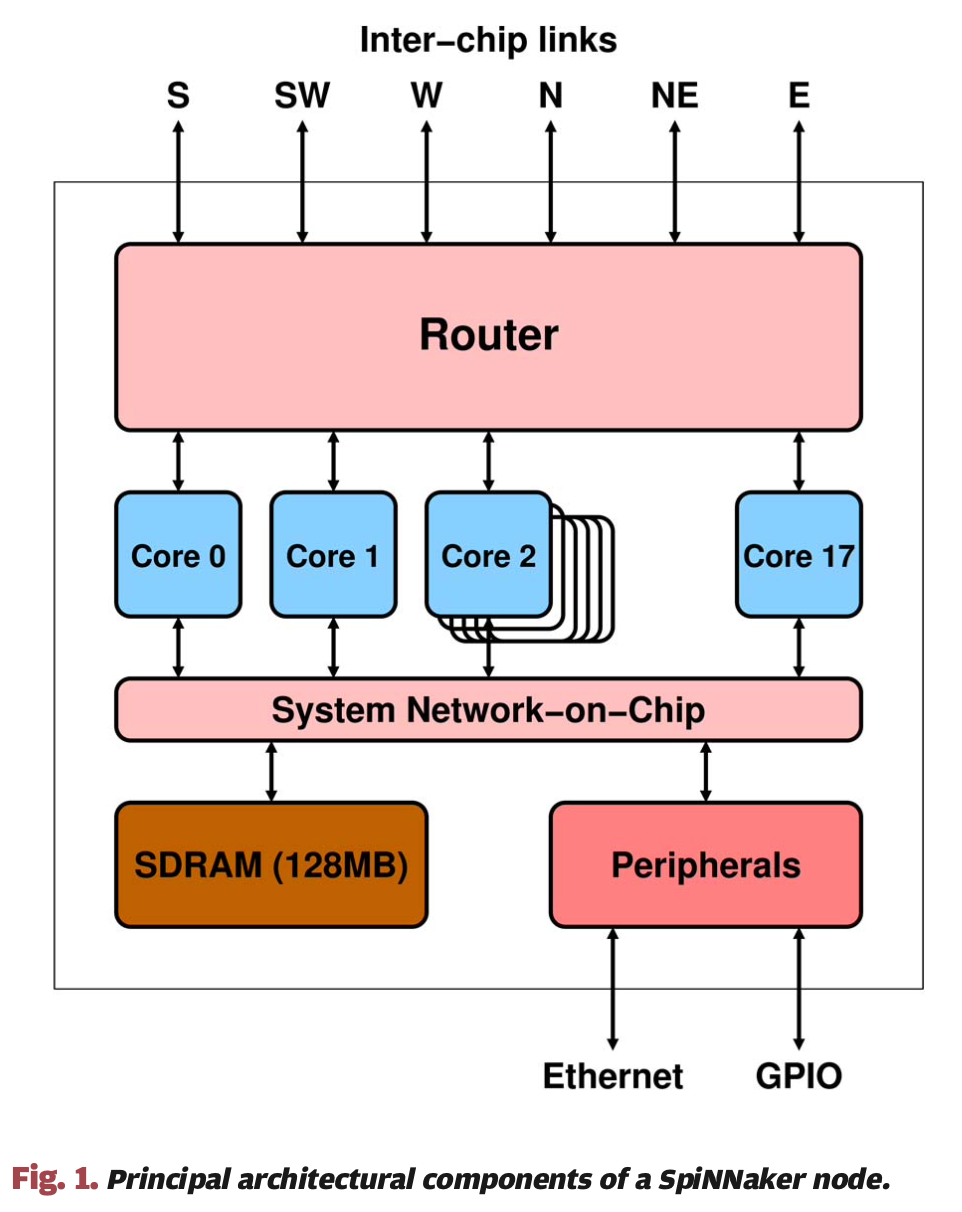 Inter−chip links
S SW W N NE E
Router
Core 0 Core 1 Core 2 Core 17
System Network−on−Chip
SDRAM (128MB) Peripherals
Ethernet GPIO
Fig. 1. Principal architectural components of a SpiNNaker node.